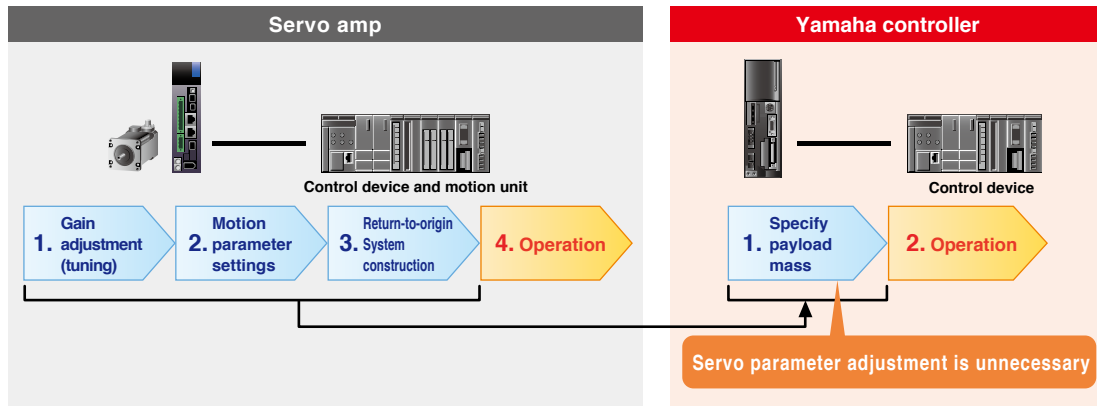 Servo amp
Control device and motion unit
1. Gain
adjustment
(tuning)
2. Motion
parameter
settings
3. Return-to-origin
System
construction
4. Operation
Yamaha controller
Control device
1. Specify
payload
mass
2. Operation
Servo parameter adjustment is unnecessary